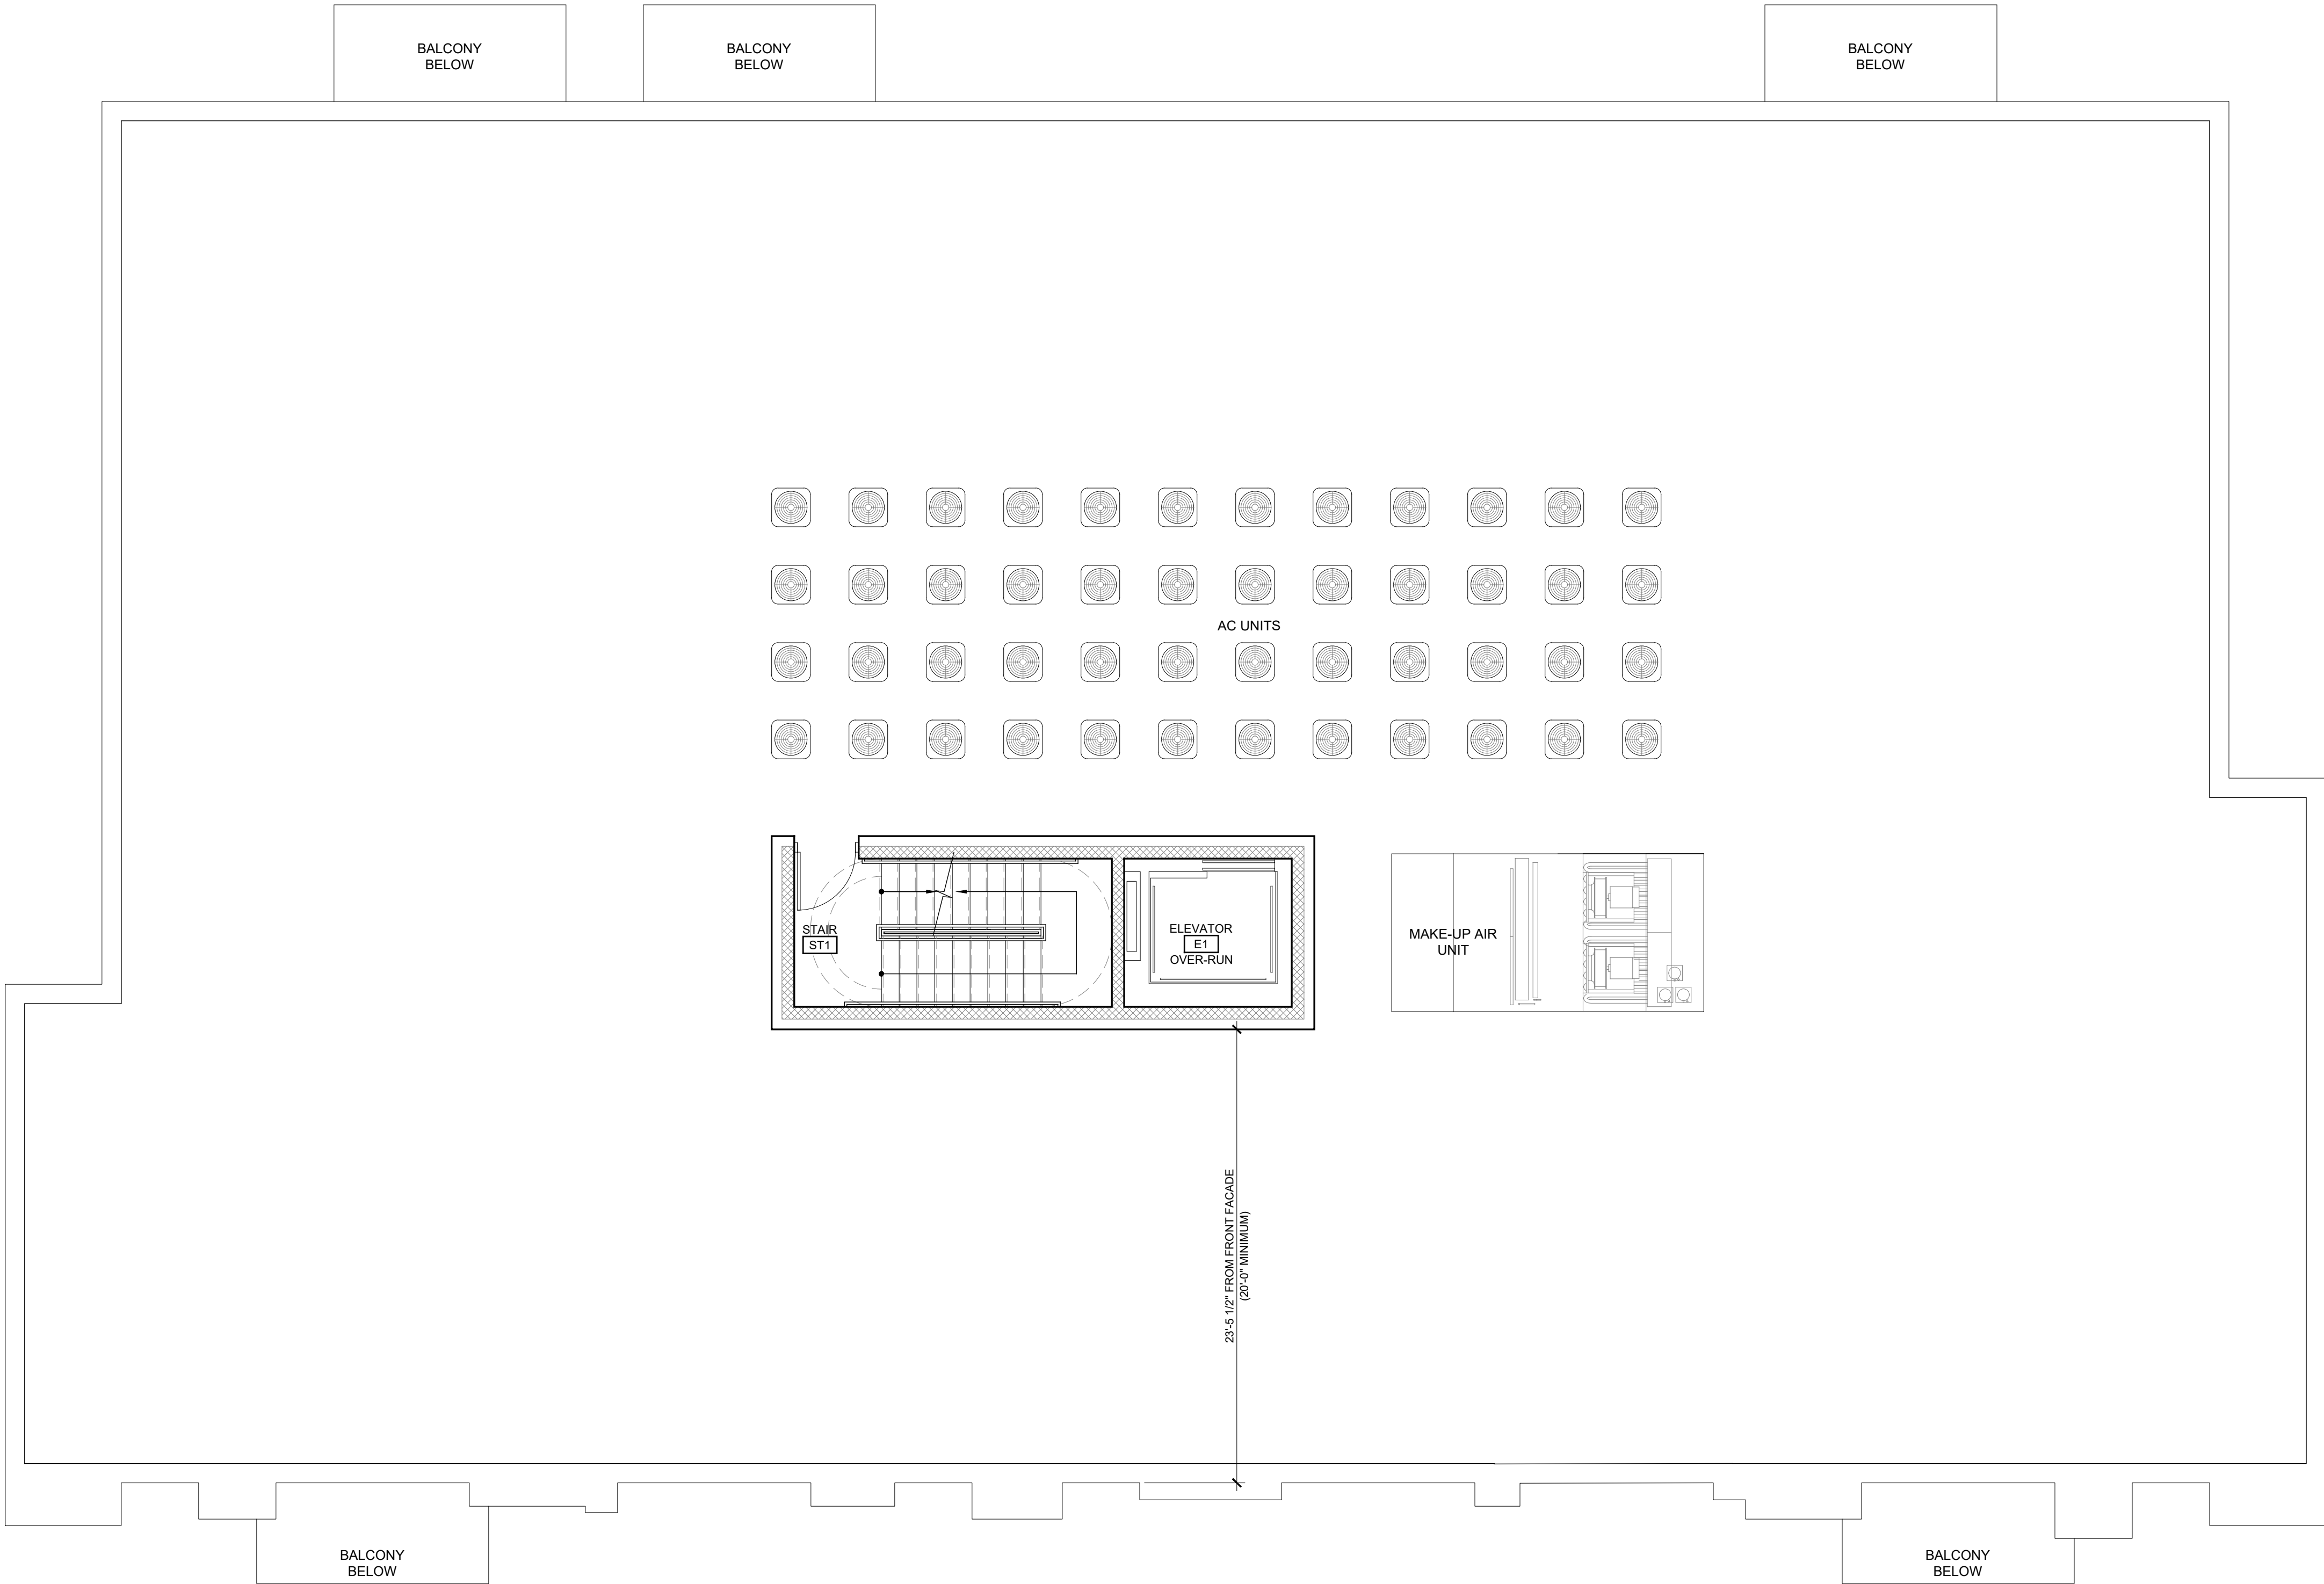 BALCONY
BELOW
BALCONY
BELOW
BALCONY
BELOW
AC UNITS
STAIR
ST1
ELEVATOR
E1
OVER-RUN
MAKE-UP AIR
UNIT
23'-5 1/2" FROM FRONT FACADE
(20'-0" MINIMUM)
BALCONY
BELOW
BALCONY
BELOW